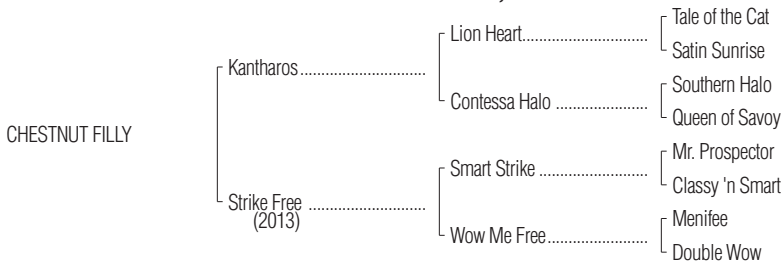 Tale of the Cat
Lion Heart..............................
Satin Sunrise
Kantharos..............................
Southern Halo
Contessa Halo ......................
Queen of Savoy
CHESTNUT FILLY
Mr. Prospector
Smart Strike ..........................
Classy 'n Smart
Strike Free ............................
(2013)
Menifee
Wow Me Free........................
Double Wow